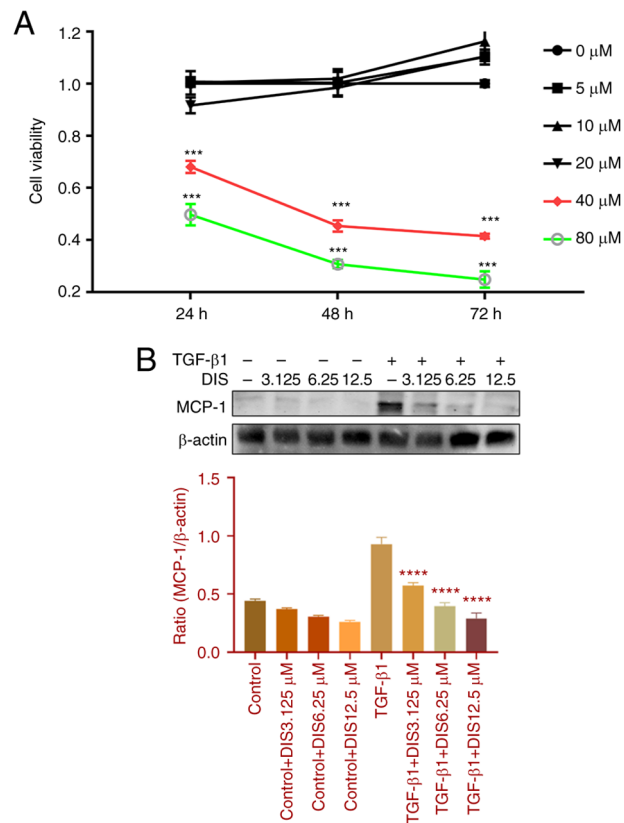 A
Cell viability
1.2
1.0
0.8
0.6
0.4
0.2
***
***
***
***
***
***
24 h
48 h
72 h
0 μM
5 μM
10 μM
20 μM
40 μM
80 μM
B
TGF-β1 – – – – + + + +
DIS – 3.125 6.25 12.5 – 3.125 6.25 12.5
MCP-1
β-actin
Ratio (MCP-1/β-actin)
1.5
1.0
0.5
0.0
****
****
****
Control
Control+DIS3.125 μM
Control+DIS6.25 μM
Control+DIS12.5 μM
TGF-β1
TGF-β1+DIS3.125 μM
TGF-β1+DIS6.25 μM
TGF-β1+DIS12.5 μM